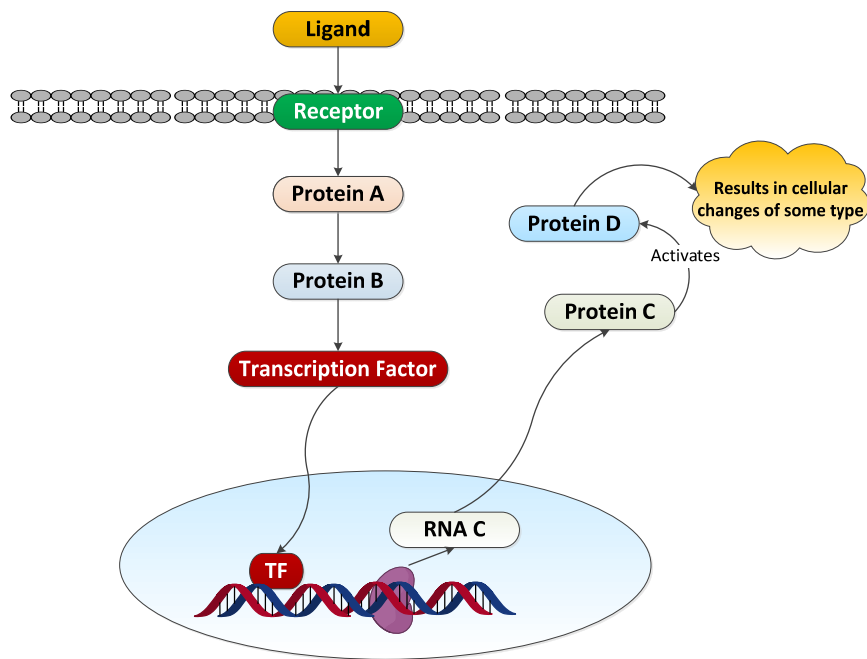 Ligand
Receptor
Protein A
Protein B
Transcription Factor
TF
RNA C
Protein C
Activates
Protein D
Results in cellular
changes of some type